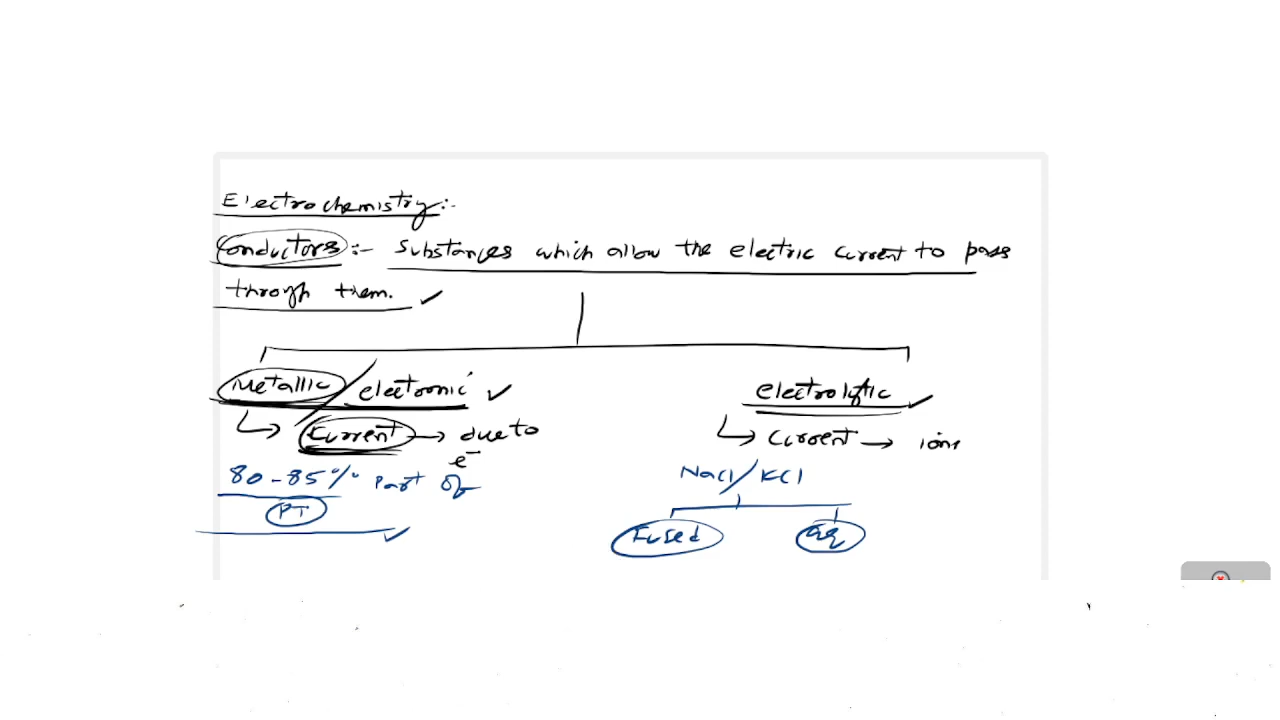 Electrochemistry:-
Conductors :- Substances which allow the electric current to pass
through them.
Metallic / electronic
electrolytic
Current → due to e⁻
Current → ions
80-85% Part of
PT
NaCl/KCl
Fused
aq